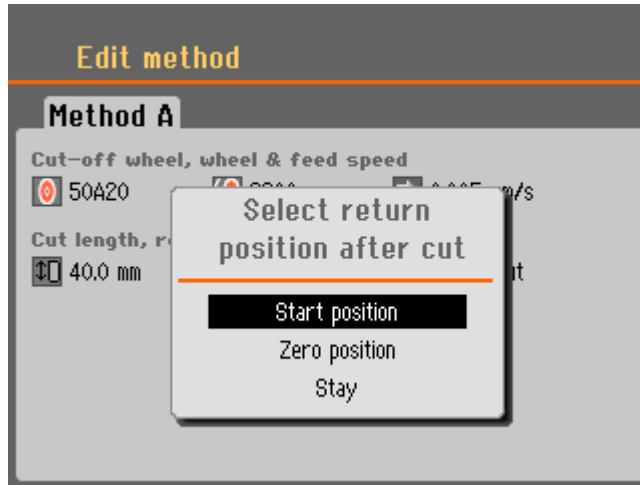 Edit method
Method A
Cut-off wheel, wheel & feed speed
50A20
Select return
position after cut
Cut length,
40.0 mm
Start position
Zero position
Stay